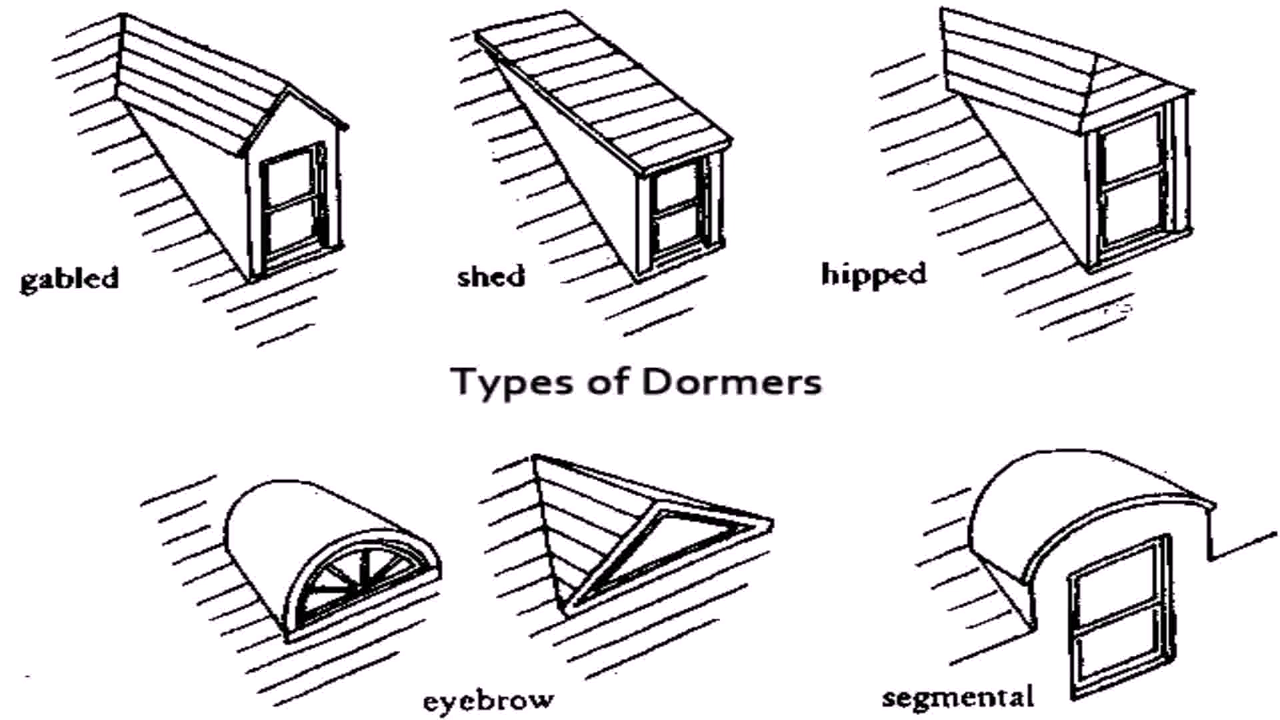 gabled
shed
hipped
Types of Dormers
eyebrow
segmental